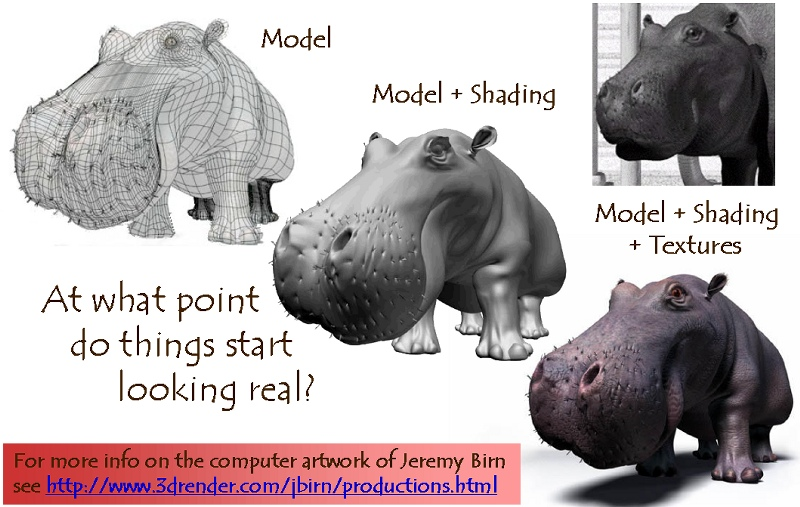 Model
Model + Shading
Model + Shading
+ Textures
At what point
do things start
looking real?
For more info on the computer artwork of Jeremy Birn
see http://www.3drender.com/jbirn/productions.html